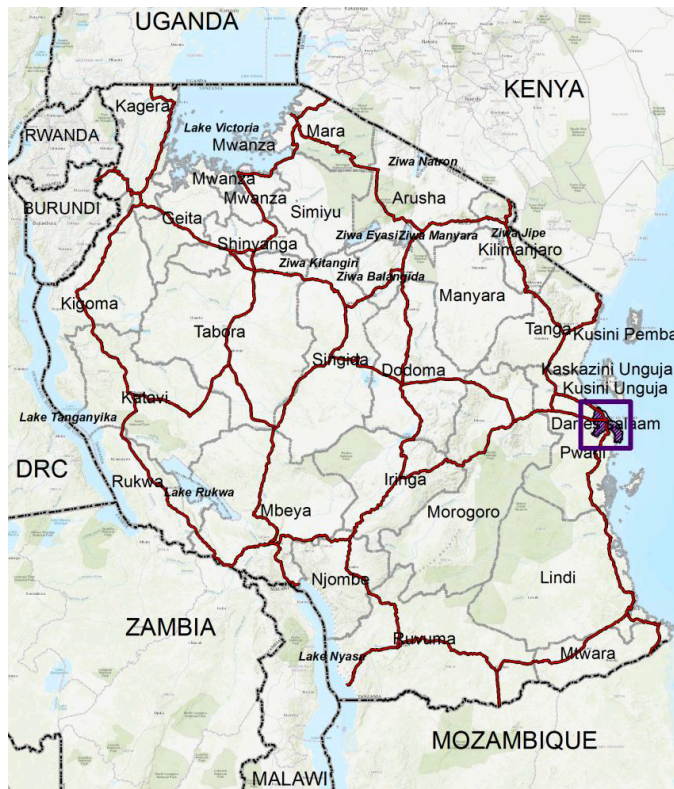 UGANDA
KENYA
Kagera
Lake Victoria
Mara
RWANDA
Mwanza
Ziwa Natron
Mwanza
BURUNDI
Mwanza
Arusha
Geita
Simiyu
Shinyanga
Ziwa Eyasi
Ziwa Manyara
Ziwa Jipe
Kilimanjaro
Ziwa Kitangiri
Ziwa Balangida
Kigoma
Manyara
Tabora
Tanga
Kusini Pemba
Singida
Dodoma
Kaskazini Unguja
Katavi
Kusini Unguja
Lake Tanganyika
Dar es Salaam
DRC
Pwani
Rukwa
Lake Rukwa
Iringa
Mbeya
Morogoro
Njombe
Lindi
ZAMBIA
Ruvuma
Lake Nyasa
Mtwara
MOZAMBIQUE
MALAWI